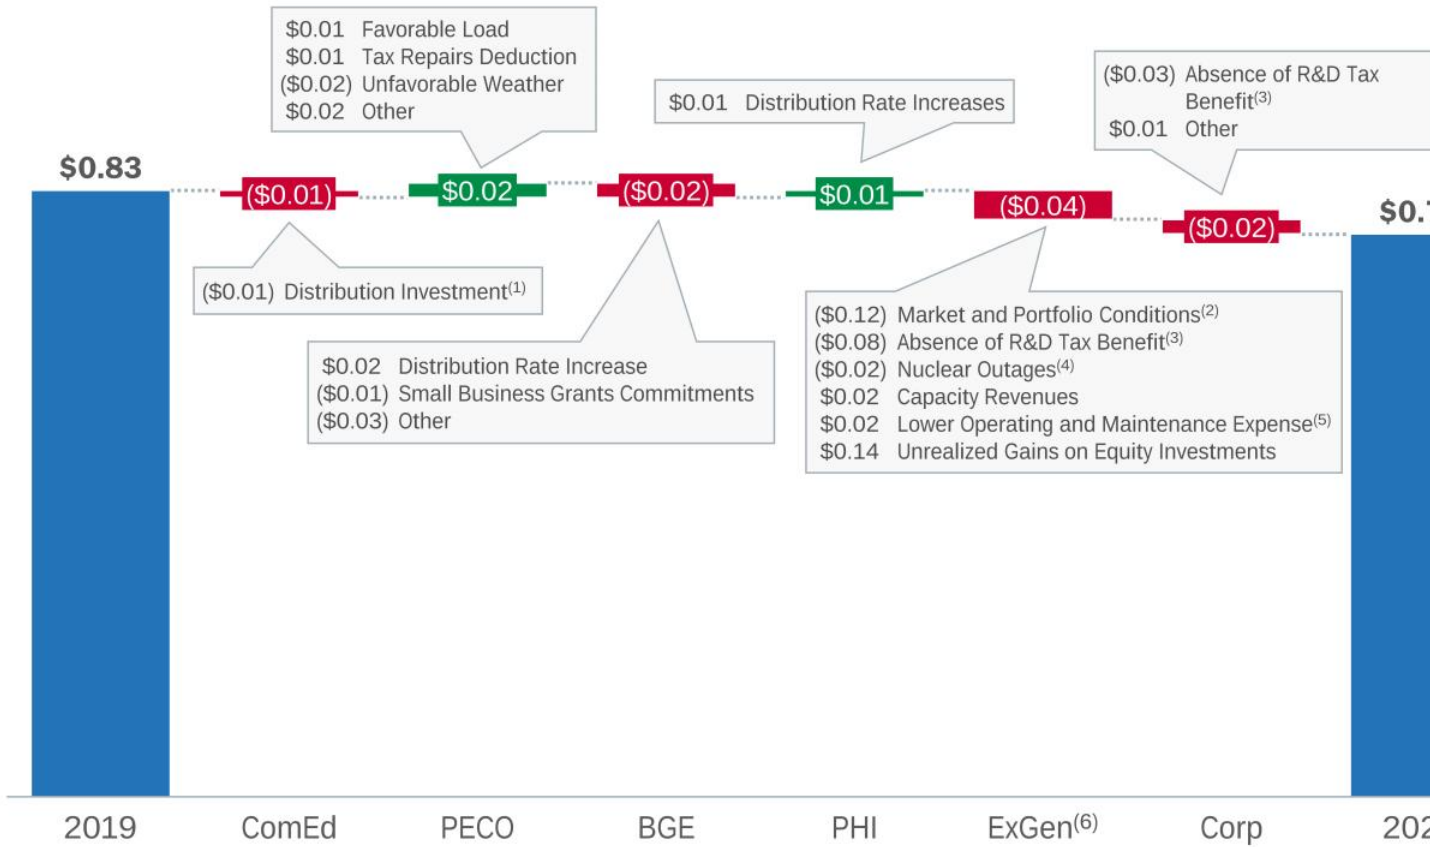 $0.01 Favorable Load
$0.01 Tax Repairs Deduction
($0.02) Unfavorable Weather
$0.02 Other
$0.01 Distribution Rate Increases
($0.03) Absence of R&D Tax
Benefit(3)
$0.01 Other
$0.83
($0.01)
$0.02
($0.02)
$0.01
($0.04)
($0.02)
($0.01) Distribution Investment(1)
$0.02 Distribution Rate Increase
($0.01) Small Business Grants Commitments
($0.03) Other
($0.12) Market and Portfolio Conditions(2)
($0.08) Absence of R&D Tax Benefit(3)
($0.02) Nuclear Outages(4)
$0.02 Capacity Revenues
$0.02 Lower Operating and Maintenance Expense(5)
$0.14 Unrealized Gains on Equity Investments
2019 ComEd PECO BGE PHI ExGen(6) Corp